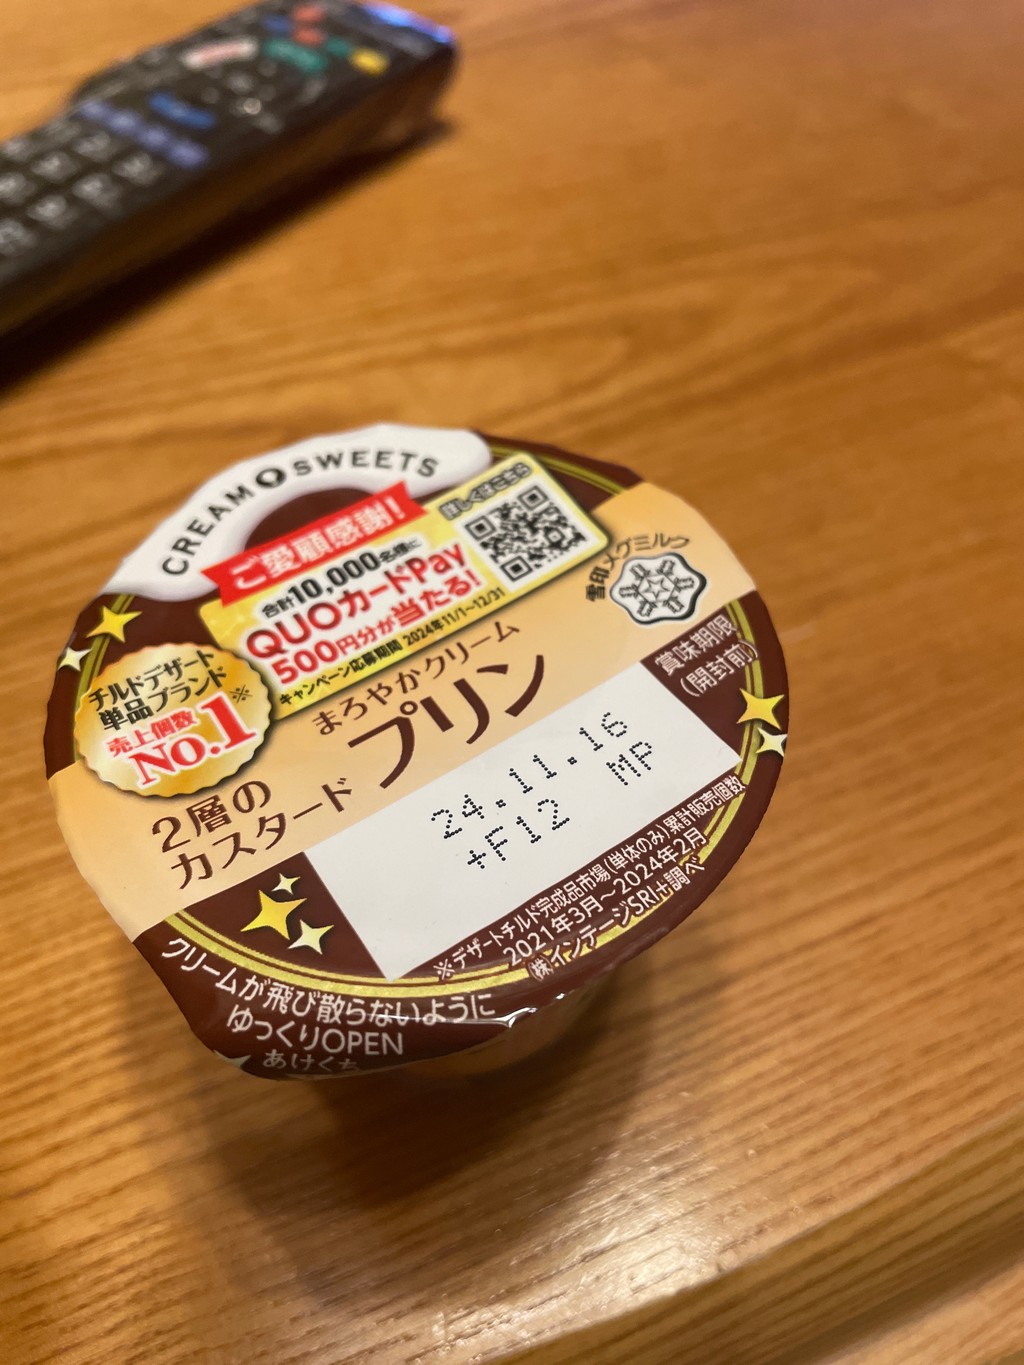 CREAM SWEETS
ご愛顧感謝!
合計10,000名様に
QUOカードPay
500円分が当たる!
キャンペーン応募期間 2024年11/1~12/31
詳しくはこちら
雪印メグミルク
チルドデザート
単品ブランド※
売上個数
No.1
まろやかクリーム
プリン
2層の
カスタード
賞味期限
(開封前)
24.11.16
+F12 MP
※デザートチルド完成品市場(単体のみ)累計販売個数
2021年3月~2024年2月
(株)インテージSRI+調べ
クリームが飛び散らないように
ゆっくりOPEN
あけくち